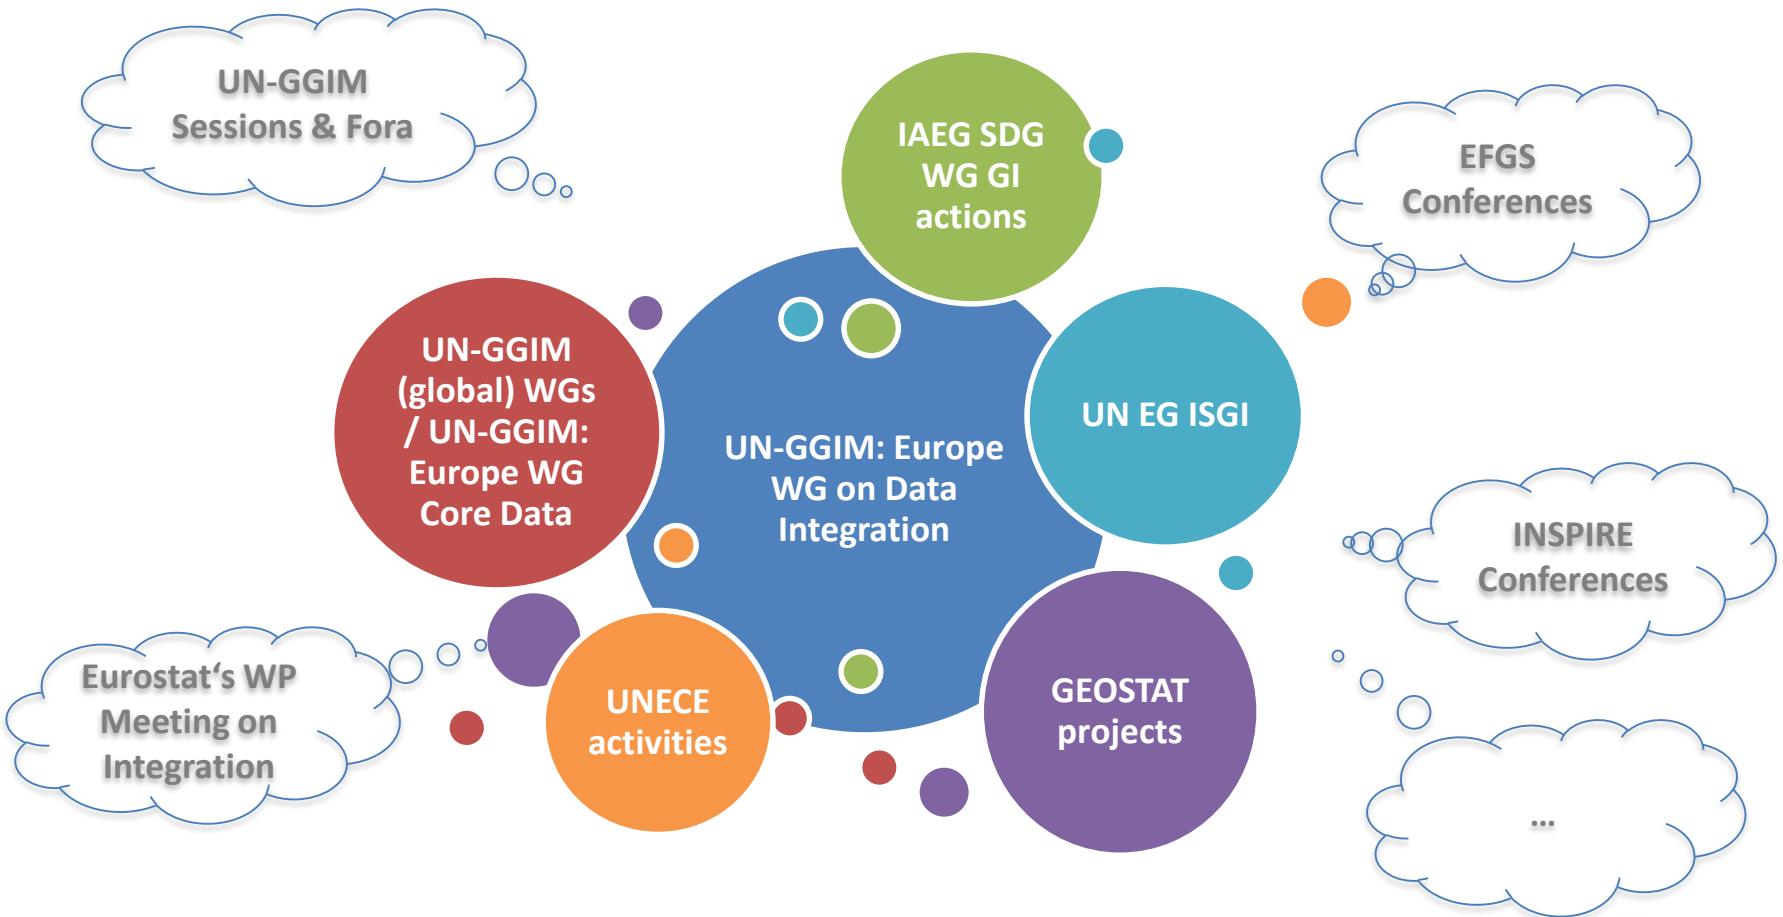 UN-GGIM
Sessions & Fora
IAEG SDG
WG GI
actions
EFGS
Conferences
UN-GGIM
(global) WGs
/ UN-GGIM:
Europe WG
Core Data
UN-GGIM: Europe
WG on Data
Integration
UN EG ISGI
INSPIRE
Conferences
Eurostat‘s WP
Meeting on
Integration
UNECE
activities
GEOSTAT
projects
...